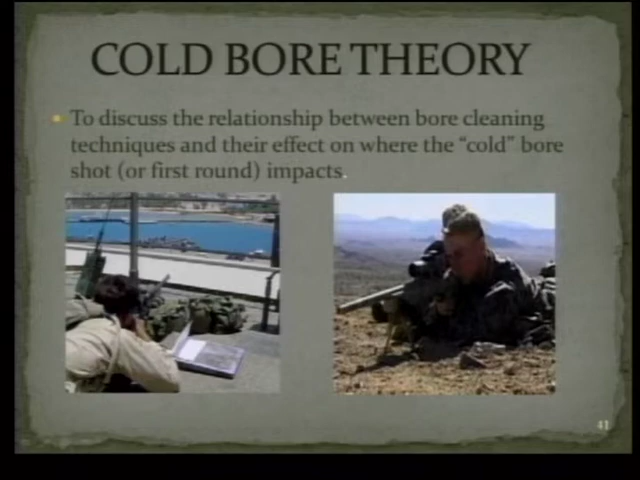 COLD BORE THEORY
To discuss the relationship between bore cleaning
techniques and their effect on where the “cold” bore
shot (or first round) impacts.
41